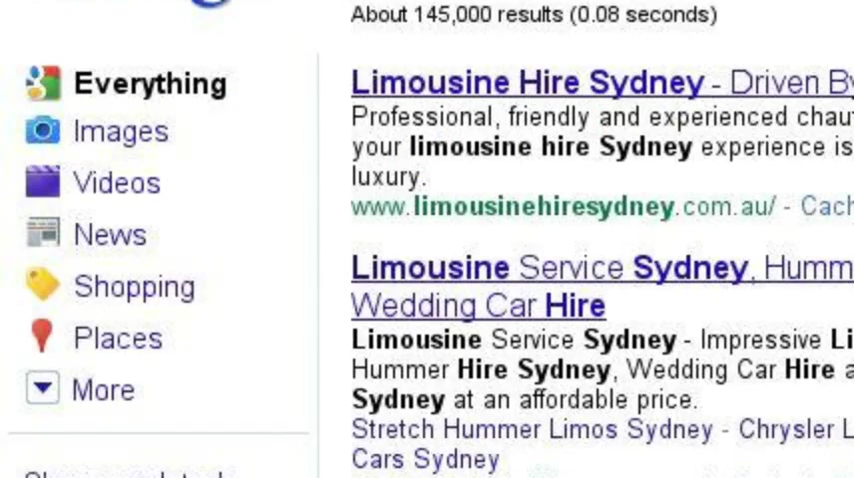 About 145,000 results (0.08 seconds)
Everything
Images
Videos
News
Shopping
Places
More
Limousine Hire Sydney - Driven By
Professional, friendly and experienced chau
your limousine hire Sydney experience is
luxury.
www.limousinehiresydney.com.au/ - Cach
Limousine Service Sydney, Humm
Wedding Car Hire
Limousine Service Sydney - Impressive Li
Hummer Hire Sydney, Wedding Car Hire a
Sydney at an affordable price.
Stretch Hummer Limos Sydney - Chrysler L
Cars Sydney